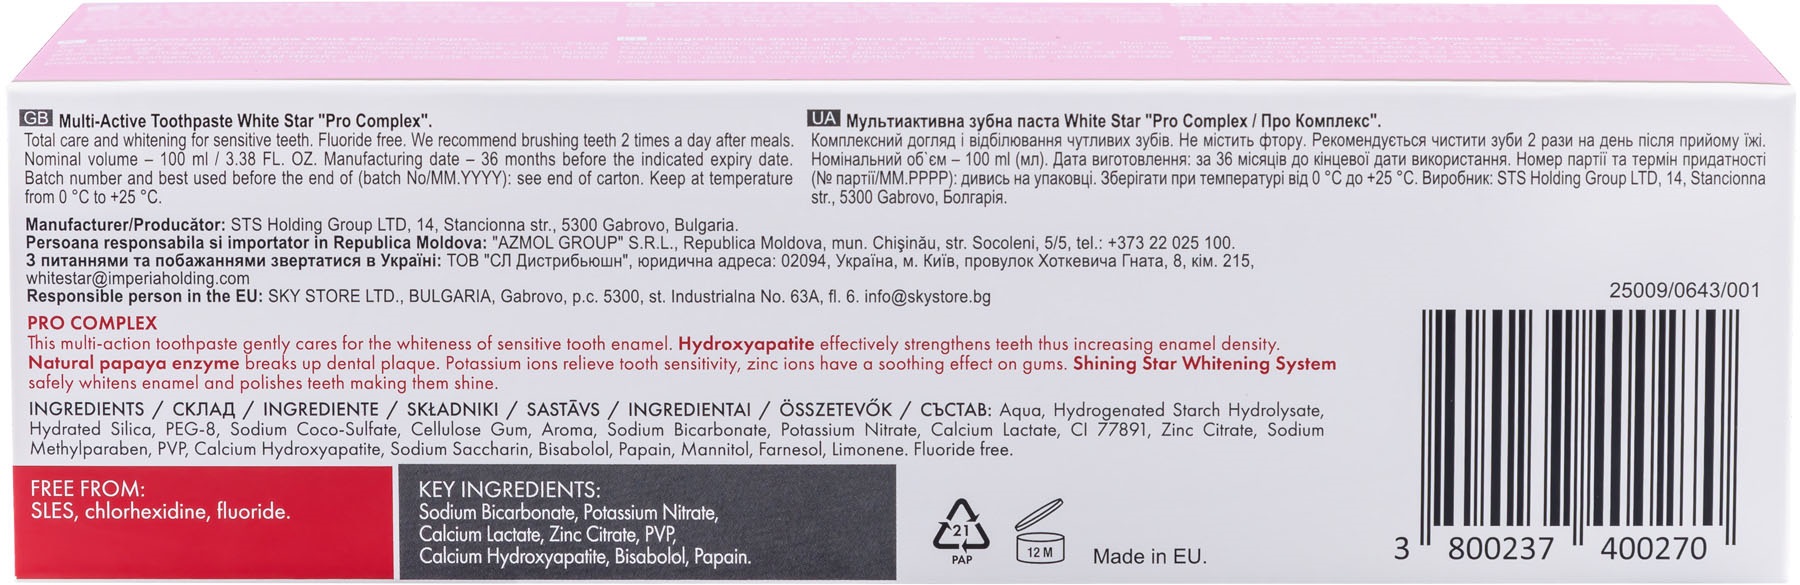 GB Multi-Active Toothpaste White Star "Pro Complex".
Total care and whitening for sensitive teeth. Fluoride free. We recommend brushing teeth 2 times a day after meals.
Nominal volume – 100 ml / 3.38 FL. OZ. Manufacturing date – 36 months before the indicated expiry date.
Batch number and best used before the end of (batch No/MM.YYYY): see end of carton. Keep at temperature
from 0 °C to +25 °C.
UA Мультиактивна зубна паста White Star "Pro Complex / Про Комплекс".
Комплексний догляд і відбілювання чутливих зубів. Не містить фтору. Рекомендується чистити зуби 2 рази на день після прийому їжі.
Номінальний об`єм – 100 ml (мл). Дата виготовлення: за 36 місяців до кінцевої дати використання. Номер партії та термін придатності
(№ партії/ММ.РРРР): дивись на упаковці. Зберігати при температурі від 0 °C до +25 °C. Виробник: STS Holding Group LTD, 14, Stancionna
str., 5300 Gabrovo, Болгарія.
Manufacturer/Producător: STS Holding Group LTD, 14, Stancionna str., 5300 Gabrovo, Bulgaria.
Persoana responsabila si importator in Republica Moldova: "AZMOL GROUP" S.R.L., Republica Moldova, mun. Chişinău, str. Socoleni, 5/5, tel.: +373 22 025 100.
З питаннями та побажаннями звертатися в Україні: ТОВ "СЛ Дистрибьюшн", юридична адреса: 02094, Україна, м. Київ, провулок Хоткевича Гната, 8, кім. 215,
whitestar@imperiaholding.com
Responsible person in the EU: SKY STORE LTD., BULGARIA, Gabrovo, p.c. 5300, st. Industrialna No. 63A, fl. 6. info@skystore.bg
25009/0643/001
PRO COMPLEX
This multi-action toothpaste gently cares for the whiteness of sensitive tooth enamel. Hydroxyapatite effectively strengthens teeth thus increasing enamel density.
Natural papaya enzyme breaks up dental plaque. Potassium ions relieve tooth sensitivity, zinc ions have a soothing effect on gums. Shining Star Whitening System
safely whitens enamel and polishes teeth making them shine.
INGREDIENTS / СКЛАД / INGREDIENTE / SKŁADNIKI / SASTĀVS / INGREDIENTAI / ÖSSZETEVŐK / СЪСТАВ: Aqua, Hydrogenated Starch Hydrolysate,
Hydrated Silica, PEG-8, Sodium Coco-Sulfate, Cellulose Gum, Aroma, Sodium Bicarbonate, Potassium Nitrate, Calcium Lactate, CI 77891, Zinc Citrate, Sodium
Methylparaben, PVP, Calcium Hydroxyapatite, Sodium Saccharin, Bisabolol, Papain, Mannitol, Farnesol, Limonene. Fluoride free.
FREE FROM:
SLES, chlorhexidine, fluoride.
KEY INGREDIENTS:
Sodium Bicarbonate, Potassium Nitrate,
Calcium Lactate, Zinc Citrate, PVP,
Calcium Hydroxyapatite, Bisabolol, Papain.
21
PAP
12 M
Made in EU.
3 800237 400270